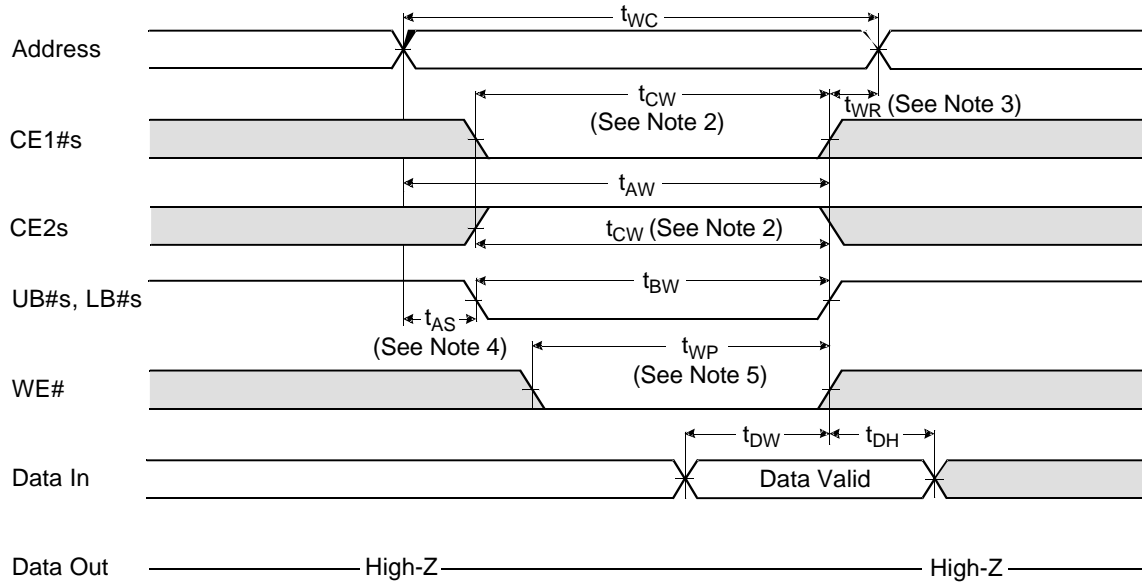 tWC
Address
tCW
(See Note 2)
tWR (See Note 3)
CE1#s
tAW
CE2s
tCW (See Note 2)
UB#s, LB#s
tBW
tAS
(See Note 4)
tWP
(See Note 5)
WE#
tDW
tDH
Data In
Data Valid
Data Out
High-Z
High-Z